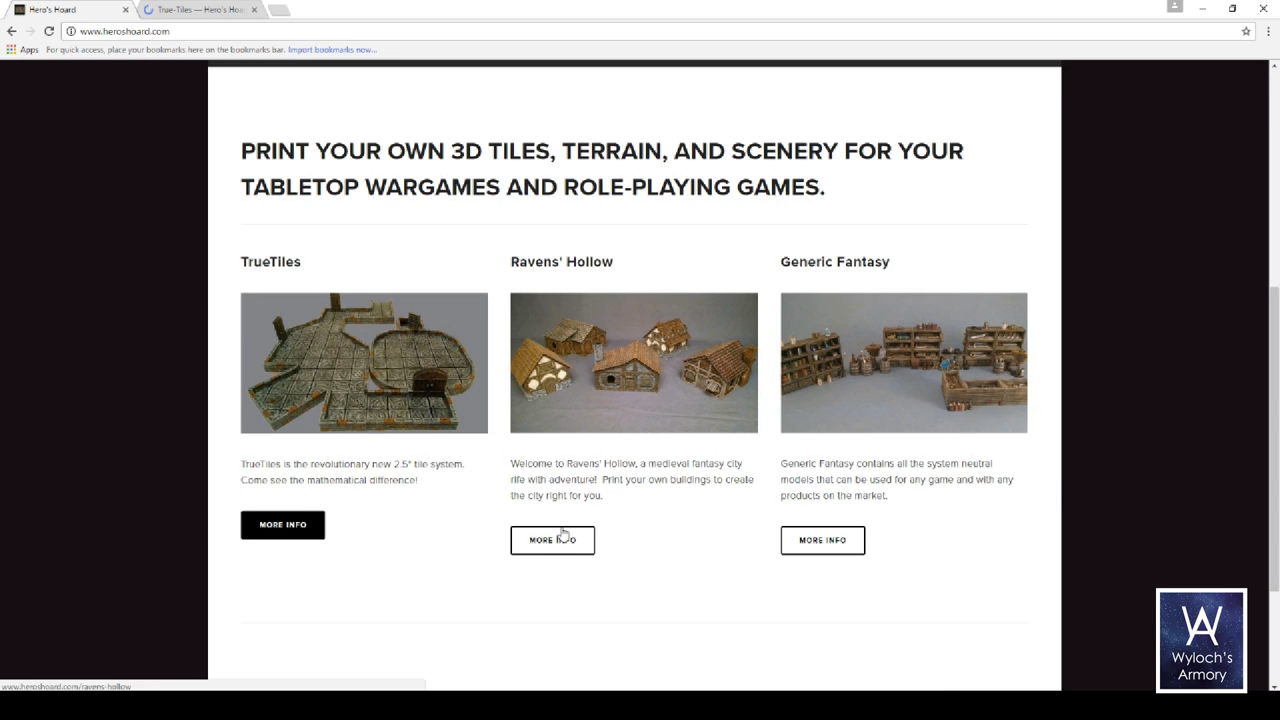 Hero's Hoard
True-Tiles — Hero's Hoa
www.heroshoard.com
Apps For quick access, place your bookmarks here on the bookmarks bar. Import bookmarks now...
PRINT YOUR OWN 3D TILES, TERRAIN, AND SCENERY FOR YOUR
TABLETOP WARGAMES AND ROLE-PLAYING GAMES.
TrueTiles
TrueTiles is the revolutionary new 2.5" tile system.
Come see the mathematical difference!
MORE INFO
Ravens' Hollow
Welcome to Ravens' Hollow, a medieval fantasy city
rife with adventure! Print your own buildings to create
the city right for you.
MORE INFO
Generic Fantasy
Generic Fantasy contains all the system neutral
models that can be used for any game and with any
products on the market.
MORE INFO
WA
Wyloch's
Armory
www.heroshoard.com/ravens-hollow